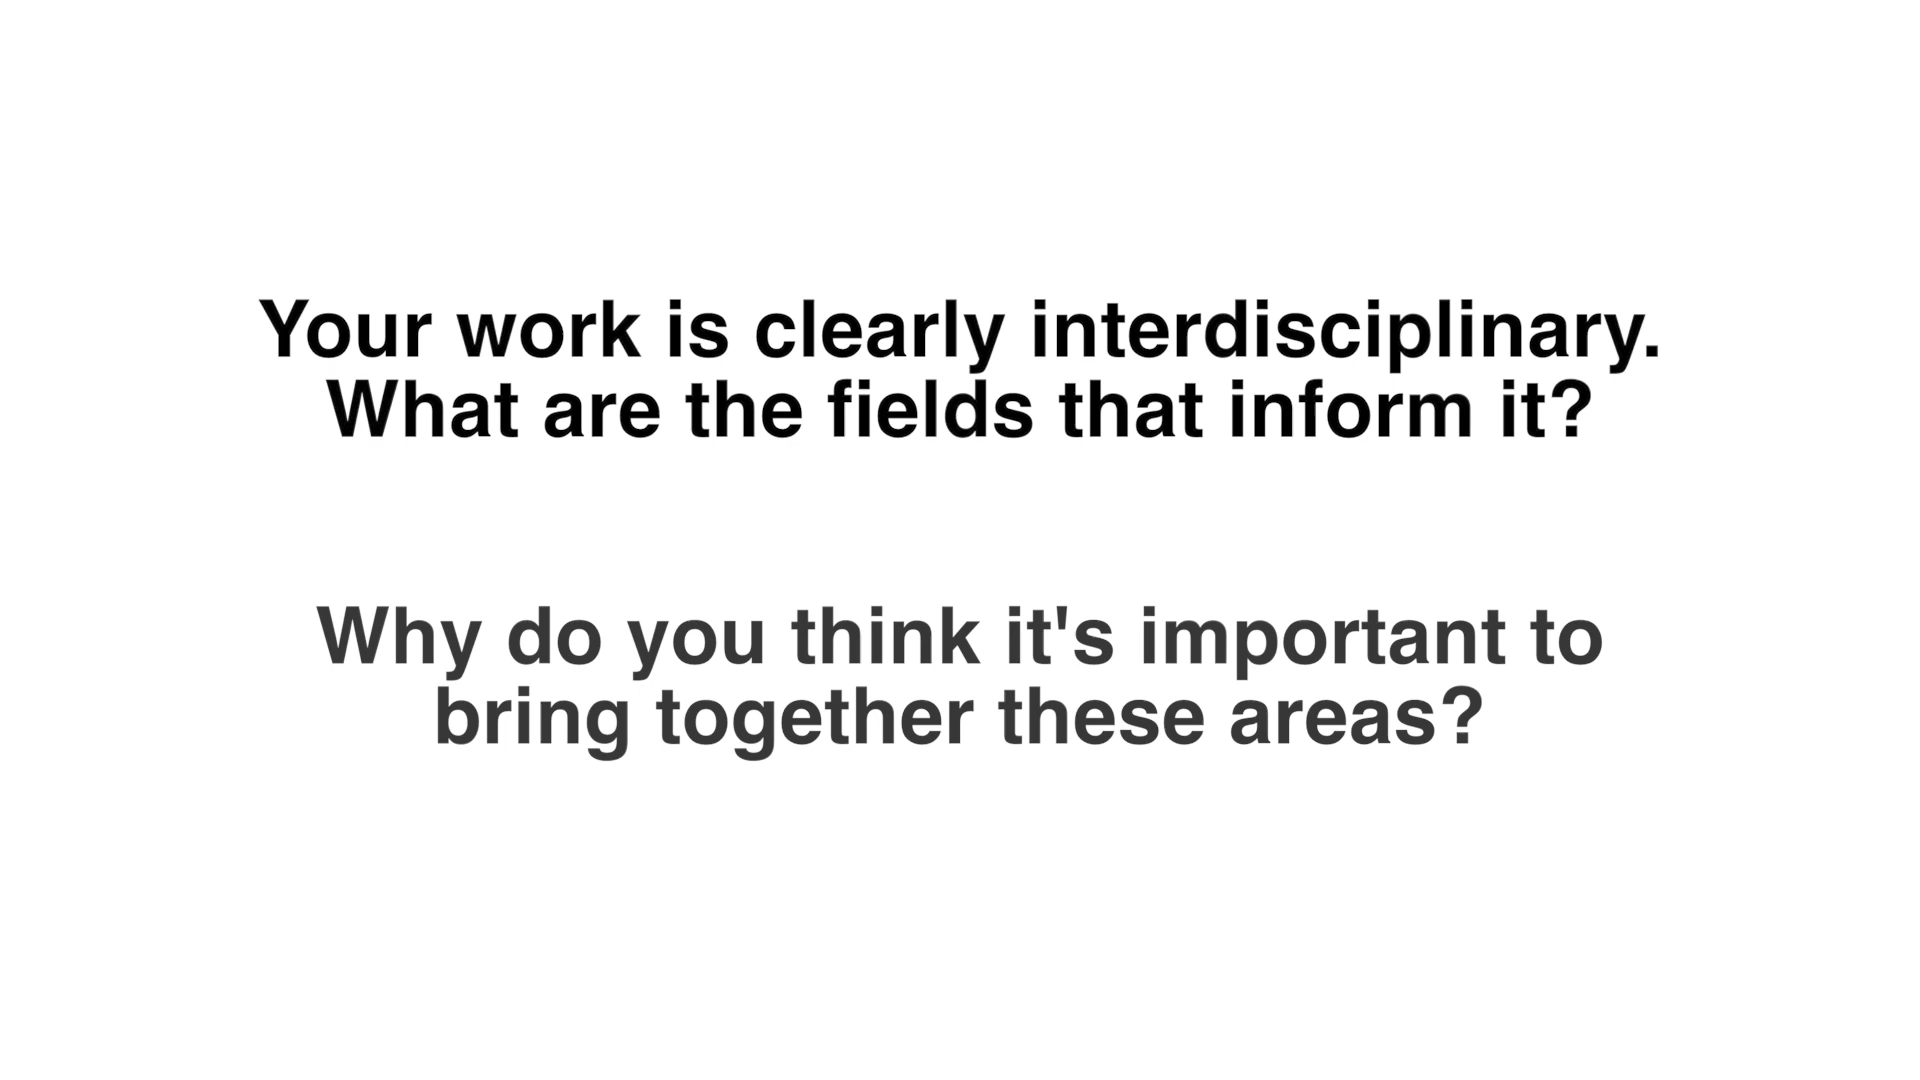 Your work is clearly interdisciplinary.
What are the fields that inform it?
Why do you think it's important to
bring together these areas?